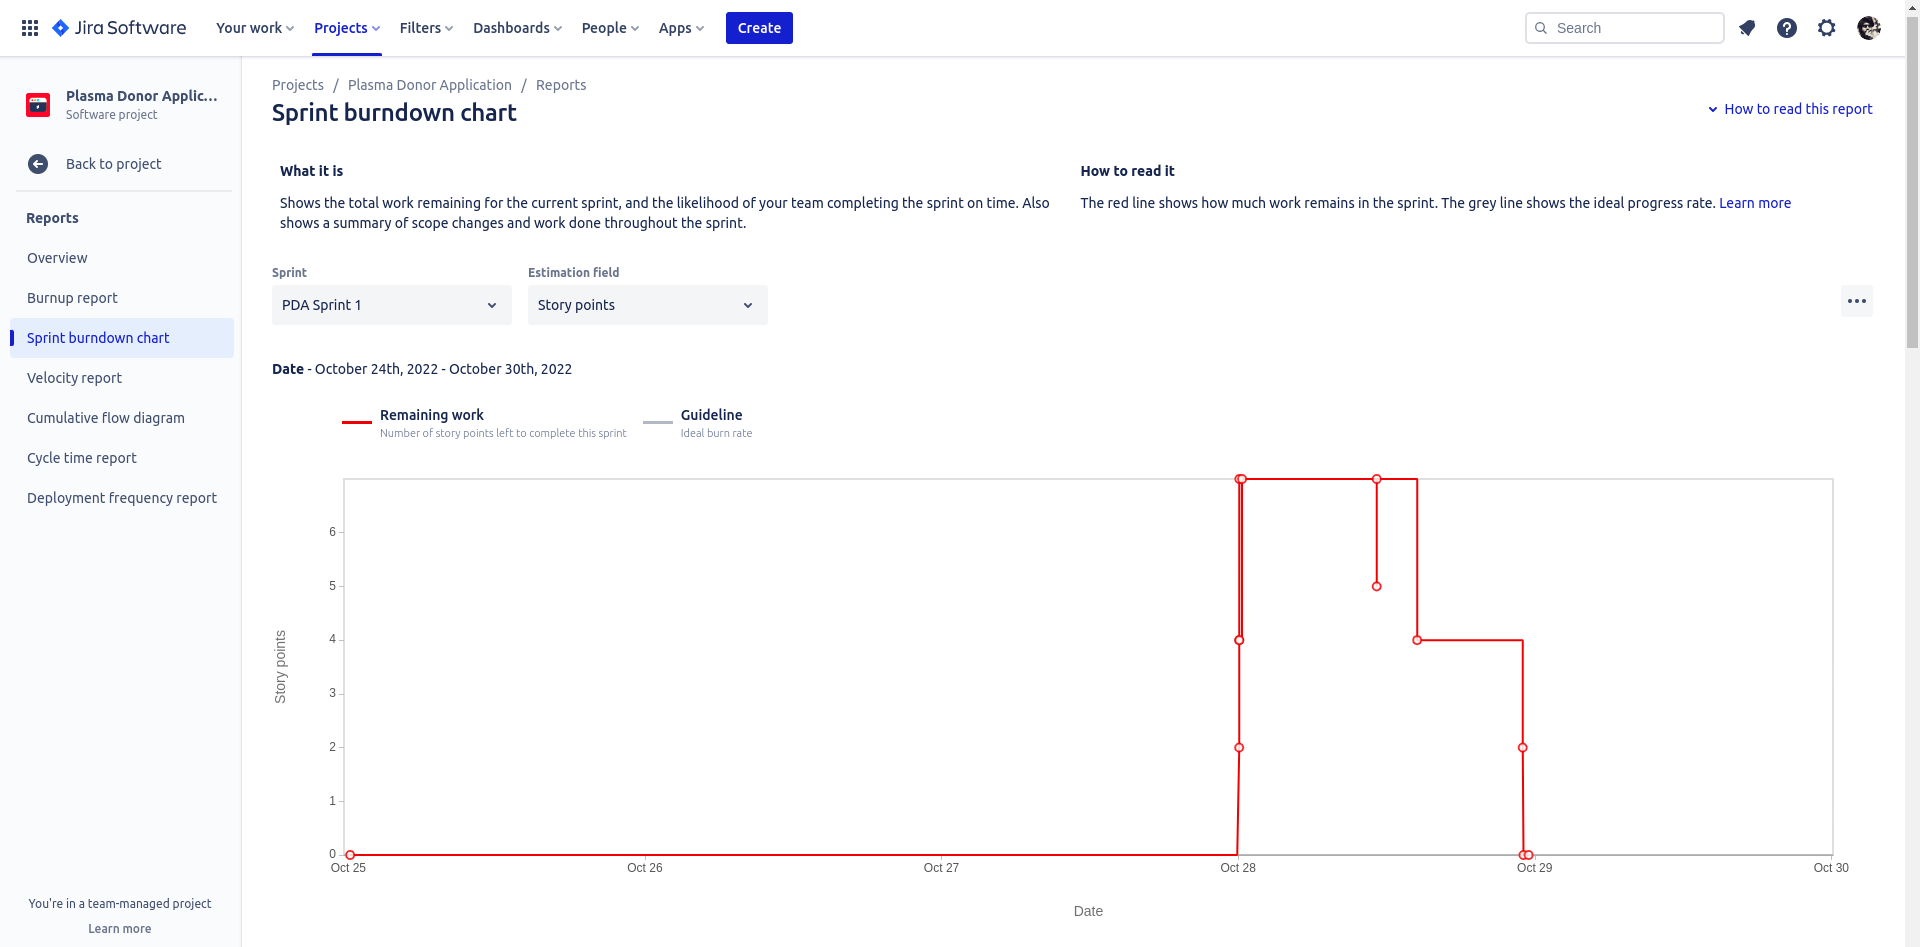 Jira Software Your work Projects Filters Dashboards People Apps Create Search
Plasma Donor Applic...
Software project
Back to project
Reports
Overview
Burnup report
Sprint burndown chart
Velocity report
Cumulative flow diagram
Cycle time report
Deployment frequency report
You're in a team-managed project
Learn more
Projects / Plasma Donor Application / Reports
Sprint burndown chart
How to read this report
What it is
Shows the total work remaining for the current sprint, and the likelihood of your team completing the sprint on time. Also
shows a summary of scope changes and work done throughout the sprint.
How to read it
The red line shows how much work remains in the sprint. The grey line shows the ideal progress rate. Learn more
Sprint
PDA Sprint 1
Estimation field
Story points
Date - October 24th, 2022 - October 30th, 2022
Remaining work
Number of story points left to complete this sprint
Guideline
Ideal burn rate
Story points
6
5
4
3
2
1
0
Oct 25 Oct 26 Oct 27 Oct 28 Oct 29 Oct 30
Date